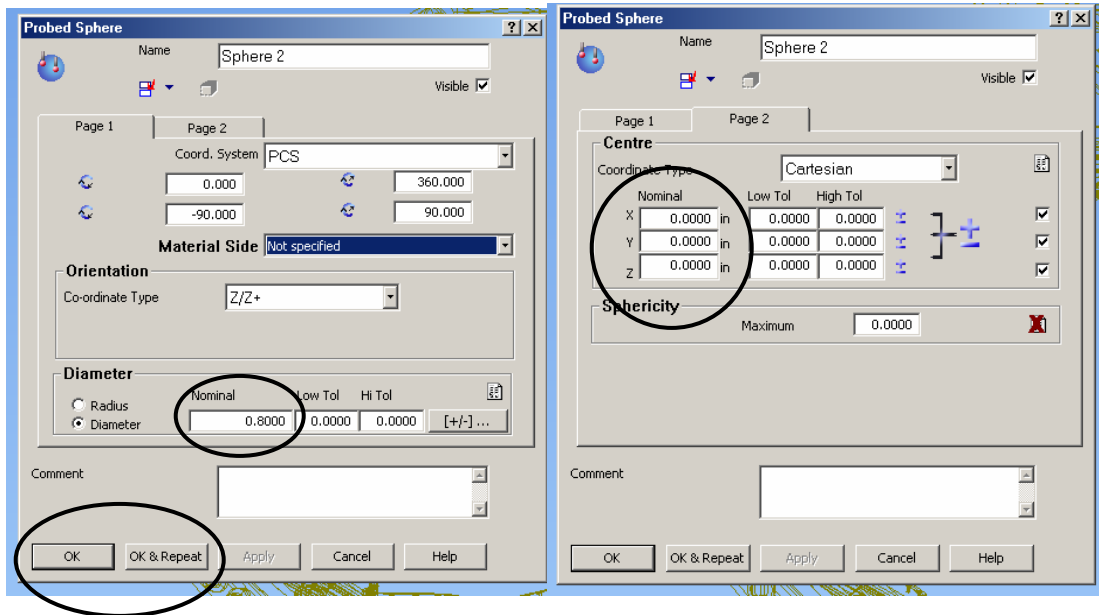 Probed Sphere ? X
Name Sphere 2
Visible
Page 1 Page 2
Coord. System PCS
0.000 360.000
-90.000 90.000
Material Side Not specified
Orientation
Co-ordinate Type Z/Z+
Diameter
Nominal Low Tol Hi Tol
Radius
Diameter 0.8000 0.0000 0.0000 [+/-] ...
Comment
OK OK & Repeat Apply Cancel Help
Probed Sphere ? X
Name Sphere 2
Visible
Page 1 Page 2
Centre
Coordinate Type Cartesian
Nominal Low Tol High Tol
X 0.0000 in 0.0000 0.0000
Y 0.0000 in 0.0000 0.0000
Z 0.0000 in 0.0000 0.0000
Sphericity
Maximum 0.0000
Comment
OK OK & Repeat Apply Cancel Help